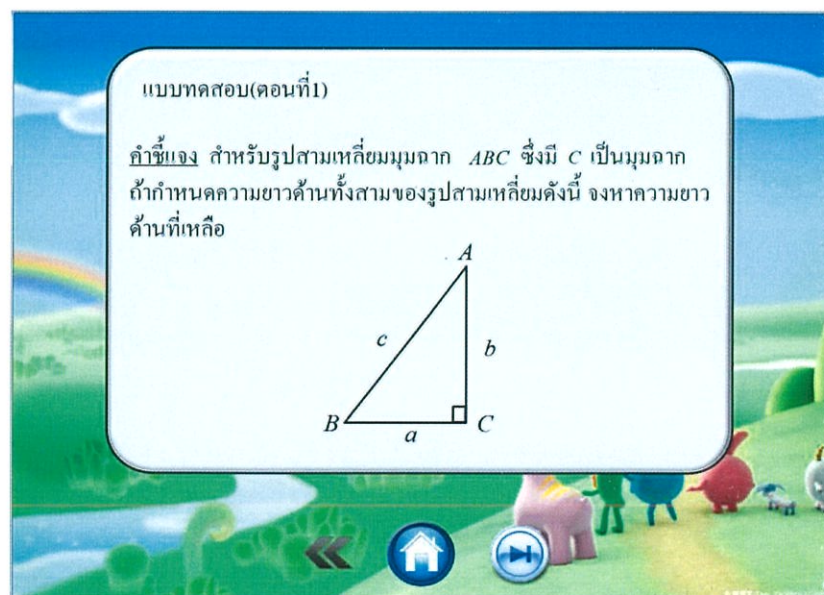 แบบทดสอบ(ตอนที่1)
คำชี้แจง สำหรับรูปสามเหลี่ยมมุมฉาก ABC ซึ่งมี C เป็นมุมฉาก
ถ้ากำหนดความยาวด้านทั้งสามของรูปสามเหลี่ยมดังนี้ จงหาความยาว
ด้านที่เหลือ
A
c
b
B
C
a